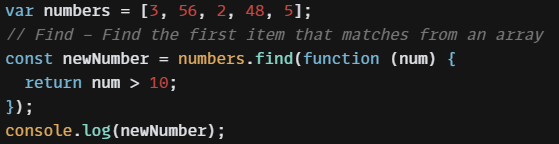 var numbers = [3, 56, 2, 48, 5];
// Find - Find the first item that matches from an array
const newNumber = numbers.find(function (num) {
  return num > 10;
});
console.log(newNumber);